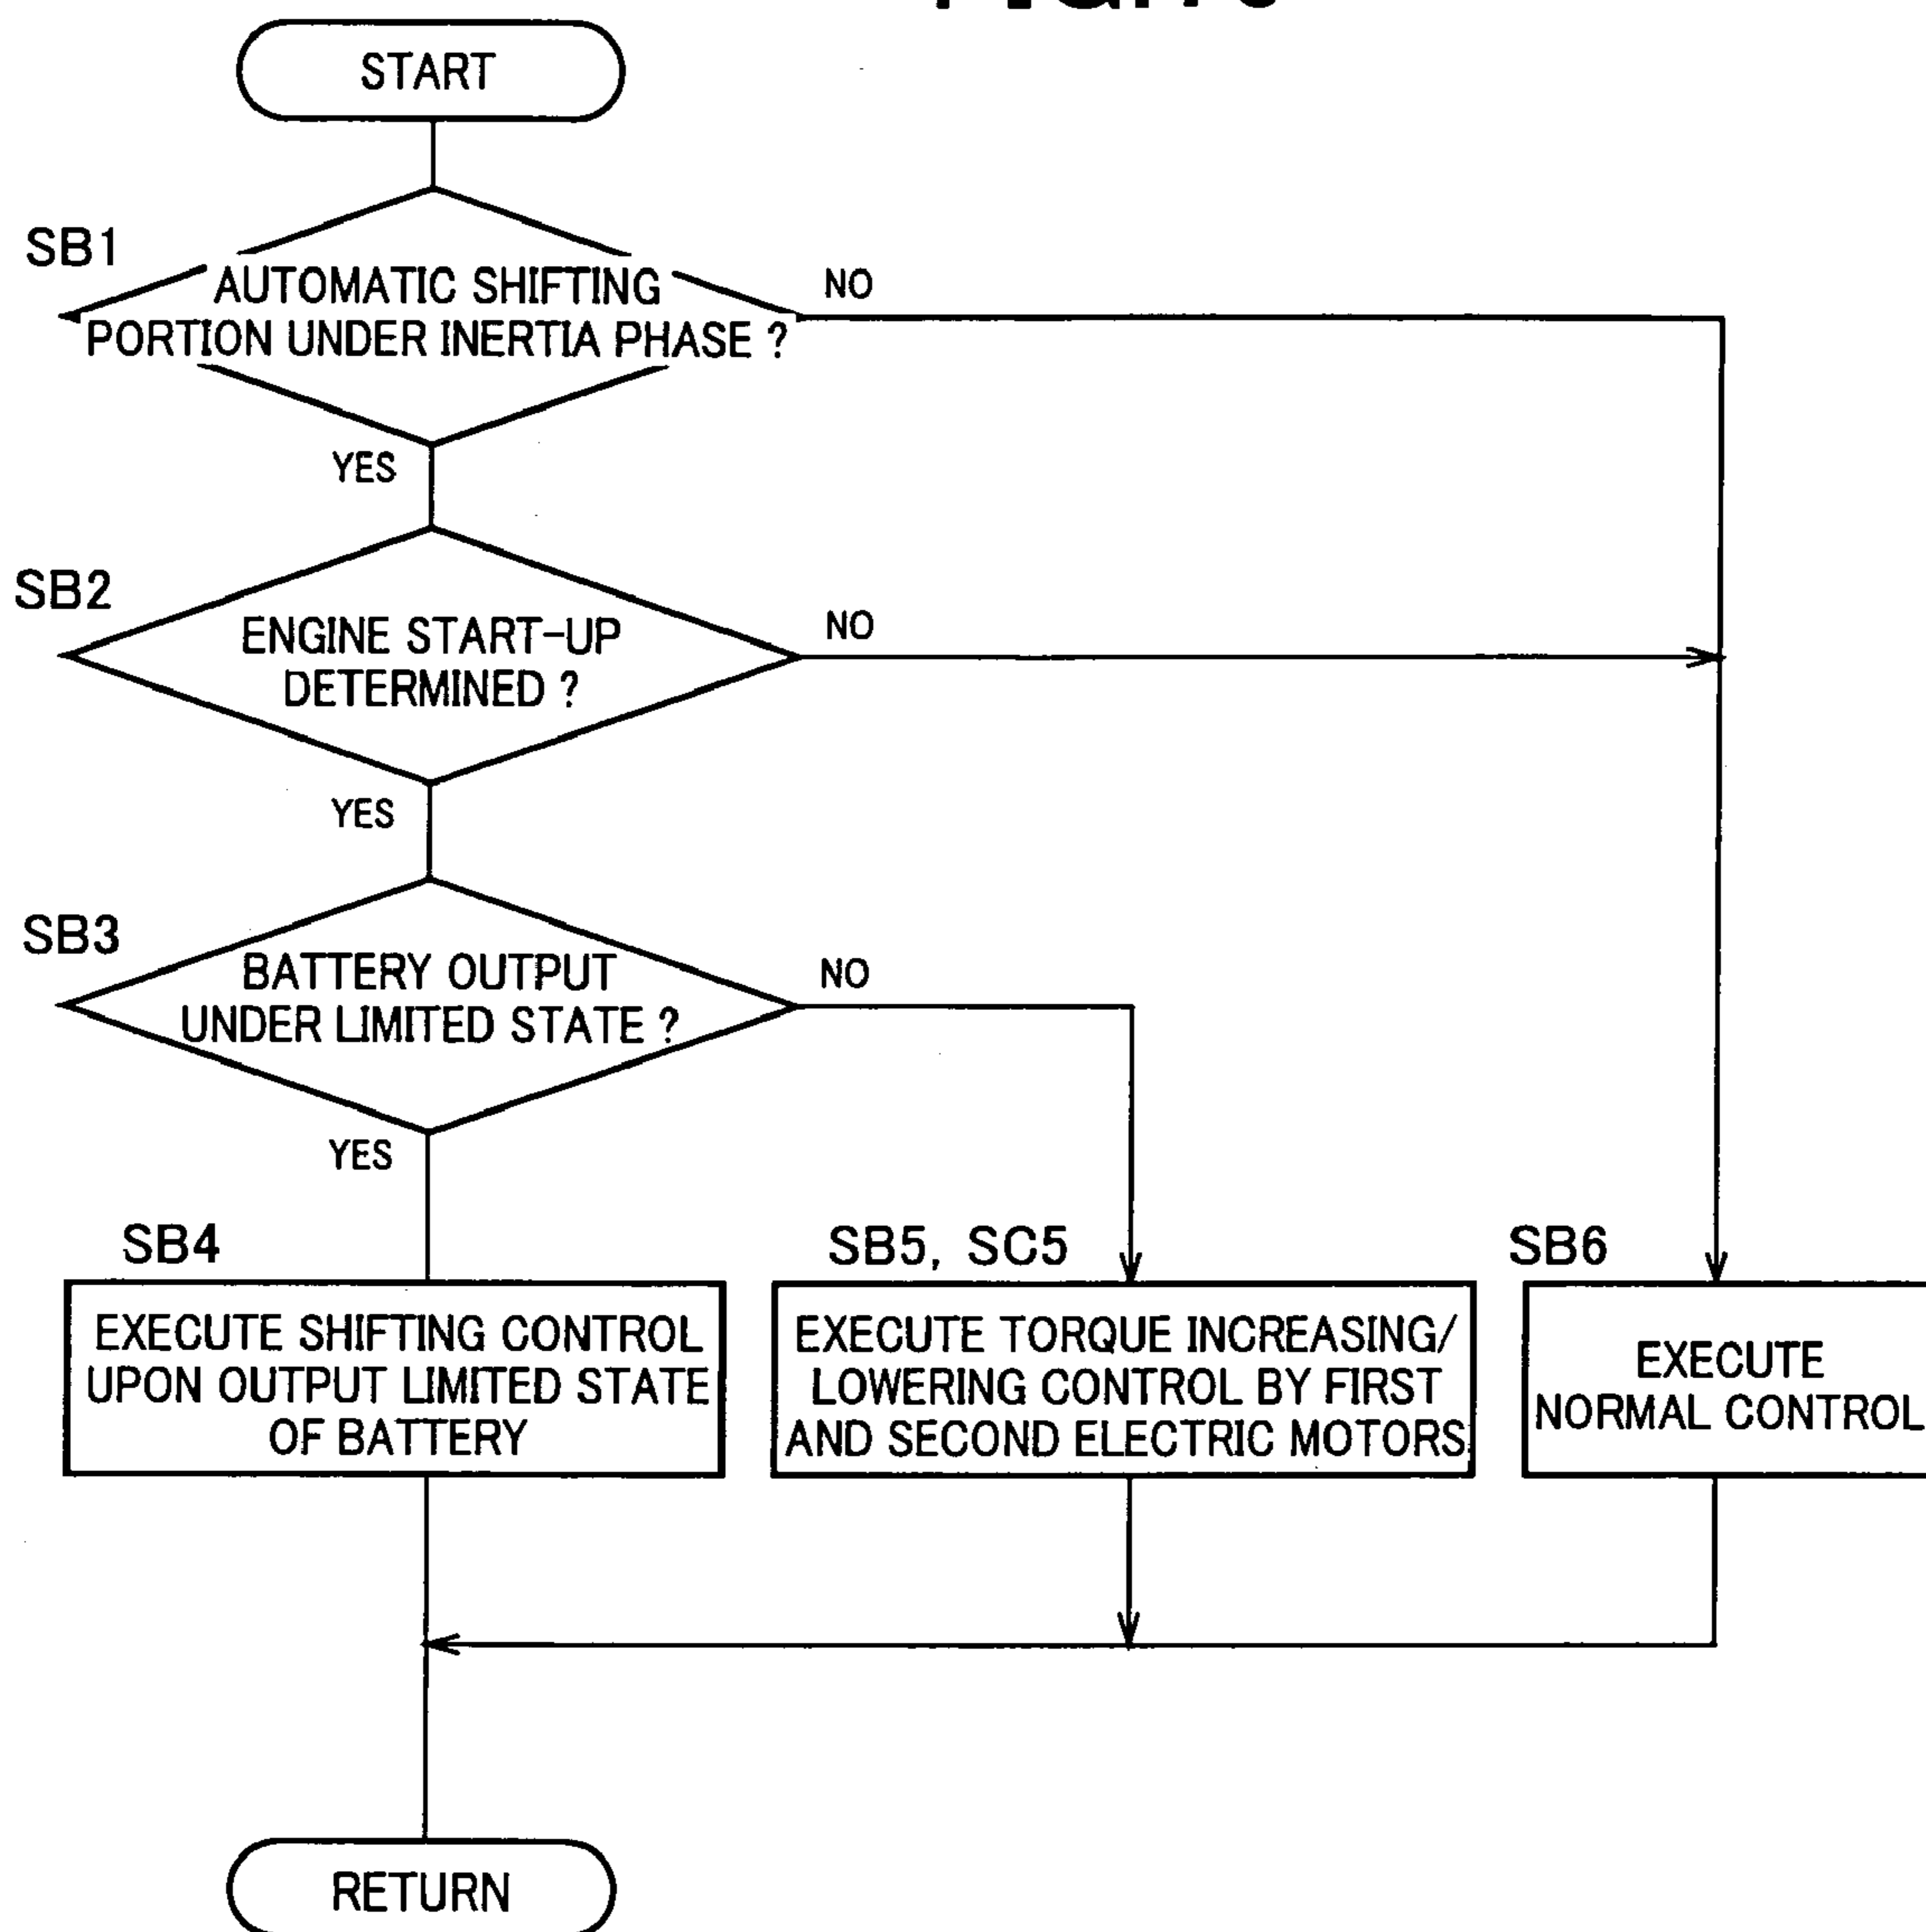 START
SB1
AUTOMATIC SHIFTING
PORTION UNDER INERTIA PHASE ?
NO
YES
SB2
ENGINE START-UP
DETERMINED ?
NO
YES
SB3
BATTERY OUTPUT
UNDER LIMITED STATE ?
NO
YES
SB4
EXECUTE SHIFTING CONTROL
UPON OUTPUT LIMITED STATE
OF BATTERY
SB5, SC5
EXECUTE TORQUE INCREASING/
LOWERING CONTROL BY FIRST
AND SECOND ELECTRIC MOTORS
SB6
EXECUTE
NORMAL CONTROL
RETURN